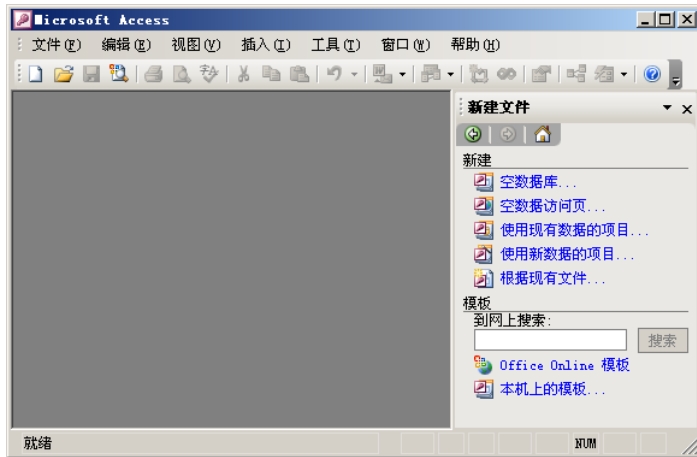 Microsoft Access
文件(F) 编辑(E) 视图(V) 插入(I) 工具(T) 窗口(W) 帮助(H)
新建文件
新建
空数据库...
空数据访问页...
使用现有数据的项目...
使用新数据的项目...
根据现有文件...
模板
到网上搜索:
搜索
Office Online 模板
本机上的模板...
就绪 NUM